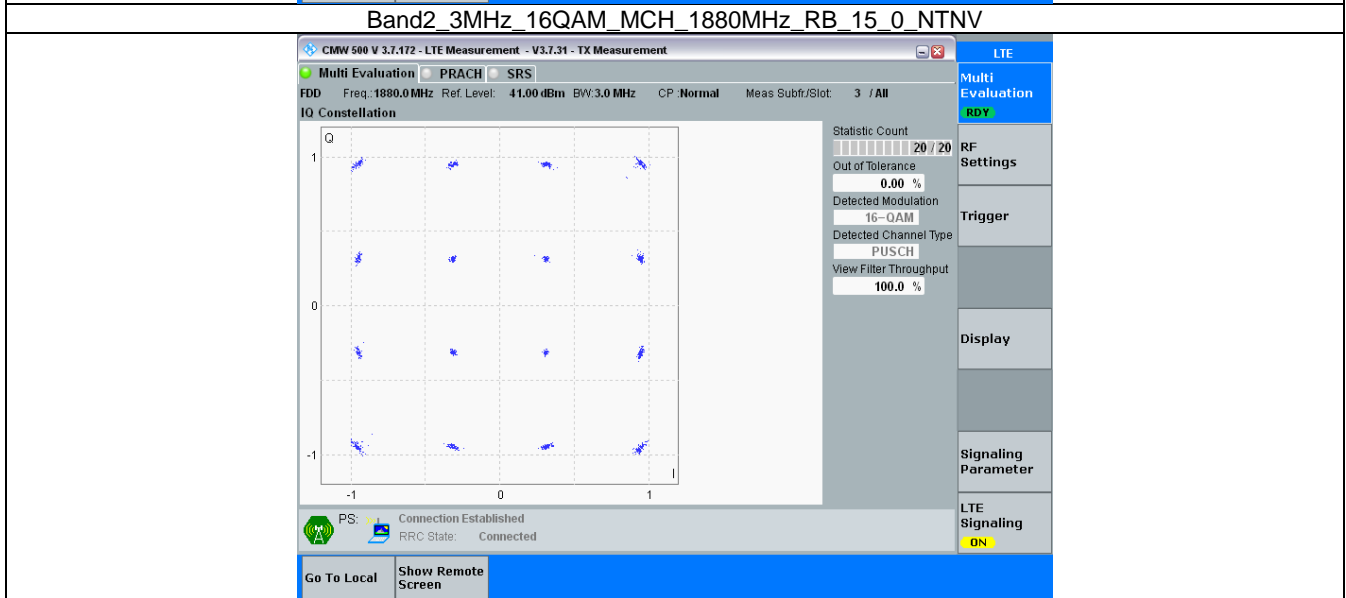 Band2_3MHz_16QAM_MCH_1880MHz_RB_15_0_NTNV
CMW 500 V 3.7.172 - LTE Measurement - V3.7.31 - TX Measurement
LTE
Multi Evaluation PRACH SRS
Multi
Evaluation
RDY
FDD Freq.:1880.0 MHz Ref. Level: 41.00 dBm BW:3.0 MHz CP :Normal Meas Subfr./Slot: 3 / All
IQ Constellation
Q
1
0
-1
I
-1 0 1
Statistic Count
20 / 20
Out of Tolerance
0.00 %
Detected Modulation
16-QAM
Detected Channel Type
PUSCH
View Filter Throughput
100.0 %
RF
Settings
Trigger
Display
Signaling
Parameter
LTE
Signaling
ON
PS: Connection Established
RRC State: Connected
Go To Local
Show Remote
Screen